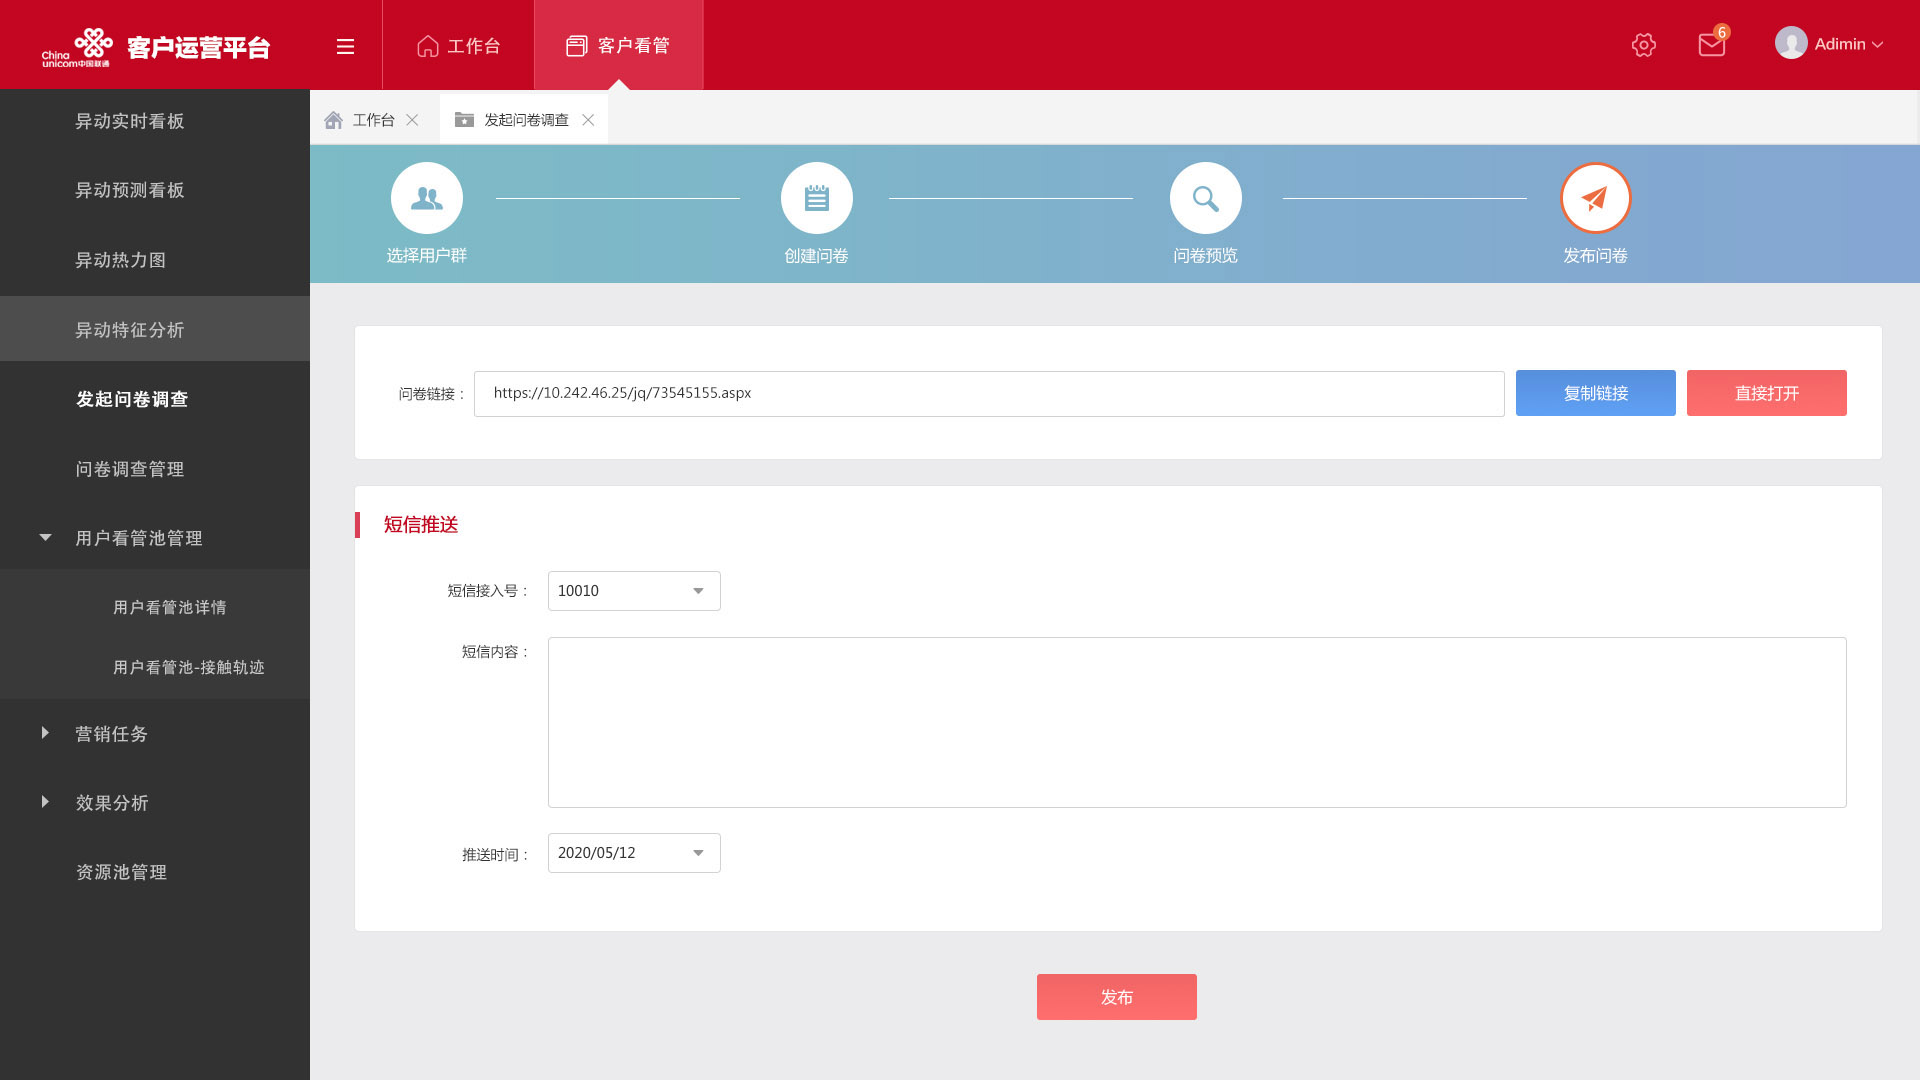 China
unicom中国联通
客户运营平台
工作台
客户看管
6
Adimin
工作台
发起问卷调查
异动实时看板
异动预测看板
异动热力图
异动特征分析
发起问卷调查
问卷调查管理
用户看管池管理
用户看管池详情
用户看管池-接触轨迹
营销任务
效果分析
资源池管理
选择用户群
创建问卷
问卷预览
发布问卷
问卷链接：
https://10.242.46.25/jq/73545155.aspx
复制链接
直接打开
短信推送
短信接入号：
10010
短信内容：
推送时间：
2020/05/12
发布